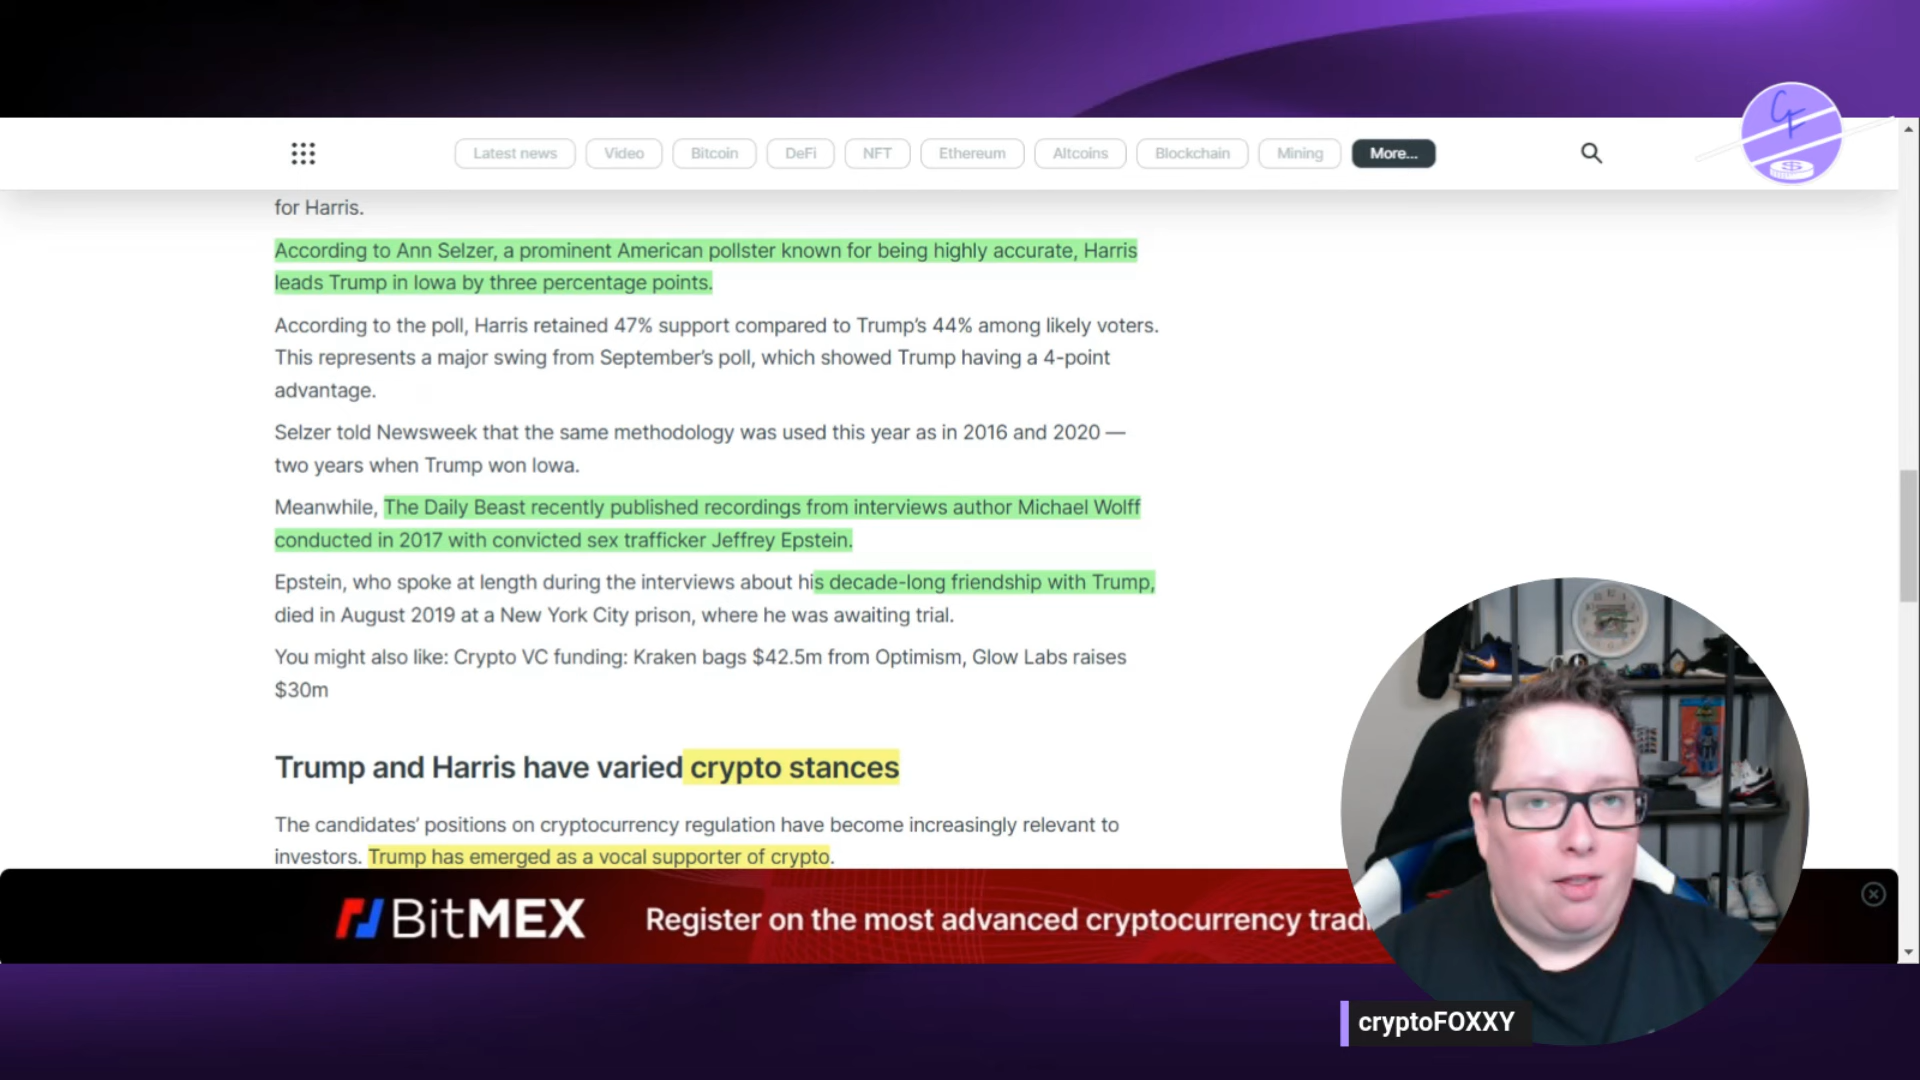 Latest news
Video
Bitcoin
DeFi
NFT
Ethereum
Altcoins
Blockchain
Mining
More...
CF
$
for Harris.
According to Ann Selzer, a prominent American pollster known for being highly accurate, Harris
leads Trump in Iowa by three percentage points.
According to the poll, Harris retained 47% support compared to Trump’s 44% among likely voters.
This represents a major swing from September’s poll, which showed Trump having a 4-point
advantage.
Selzer told Newsweek that the same methodology was used this year as in 2016 and 2020 —
two years when Trump won Iowa.
Meanwhile, The Daily Beast recently published recordings from interviews author Michael Wolff
conducted in 2017 with convicted sex trafficker Jeffrey Epstein.
Epstein, who spoke at length during the interviews about his decade-long friendship with Trump,
died in August 2019 at a New York City prison, where he was awaiting trial.
You might also like: Crypto VC funding: Kraken bags $42.5m from Optimism, Glow Labs raises
$30m
Trump and Harris have varied crypto stances
The candidates’ positions on cryptocurrency regulation have become increasingly relevant to
investors. Trump has emerged as a vocal supporter of crypto.
BitMEX
Register on the most advanced cryptocurrency tradi
cryptoFOXXY